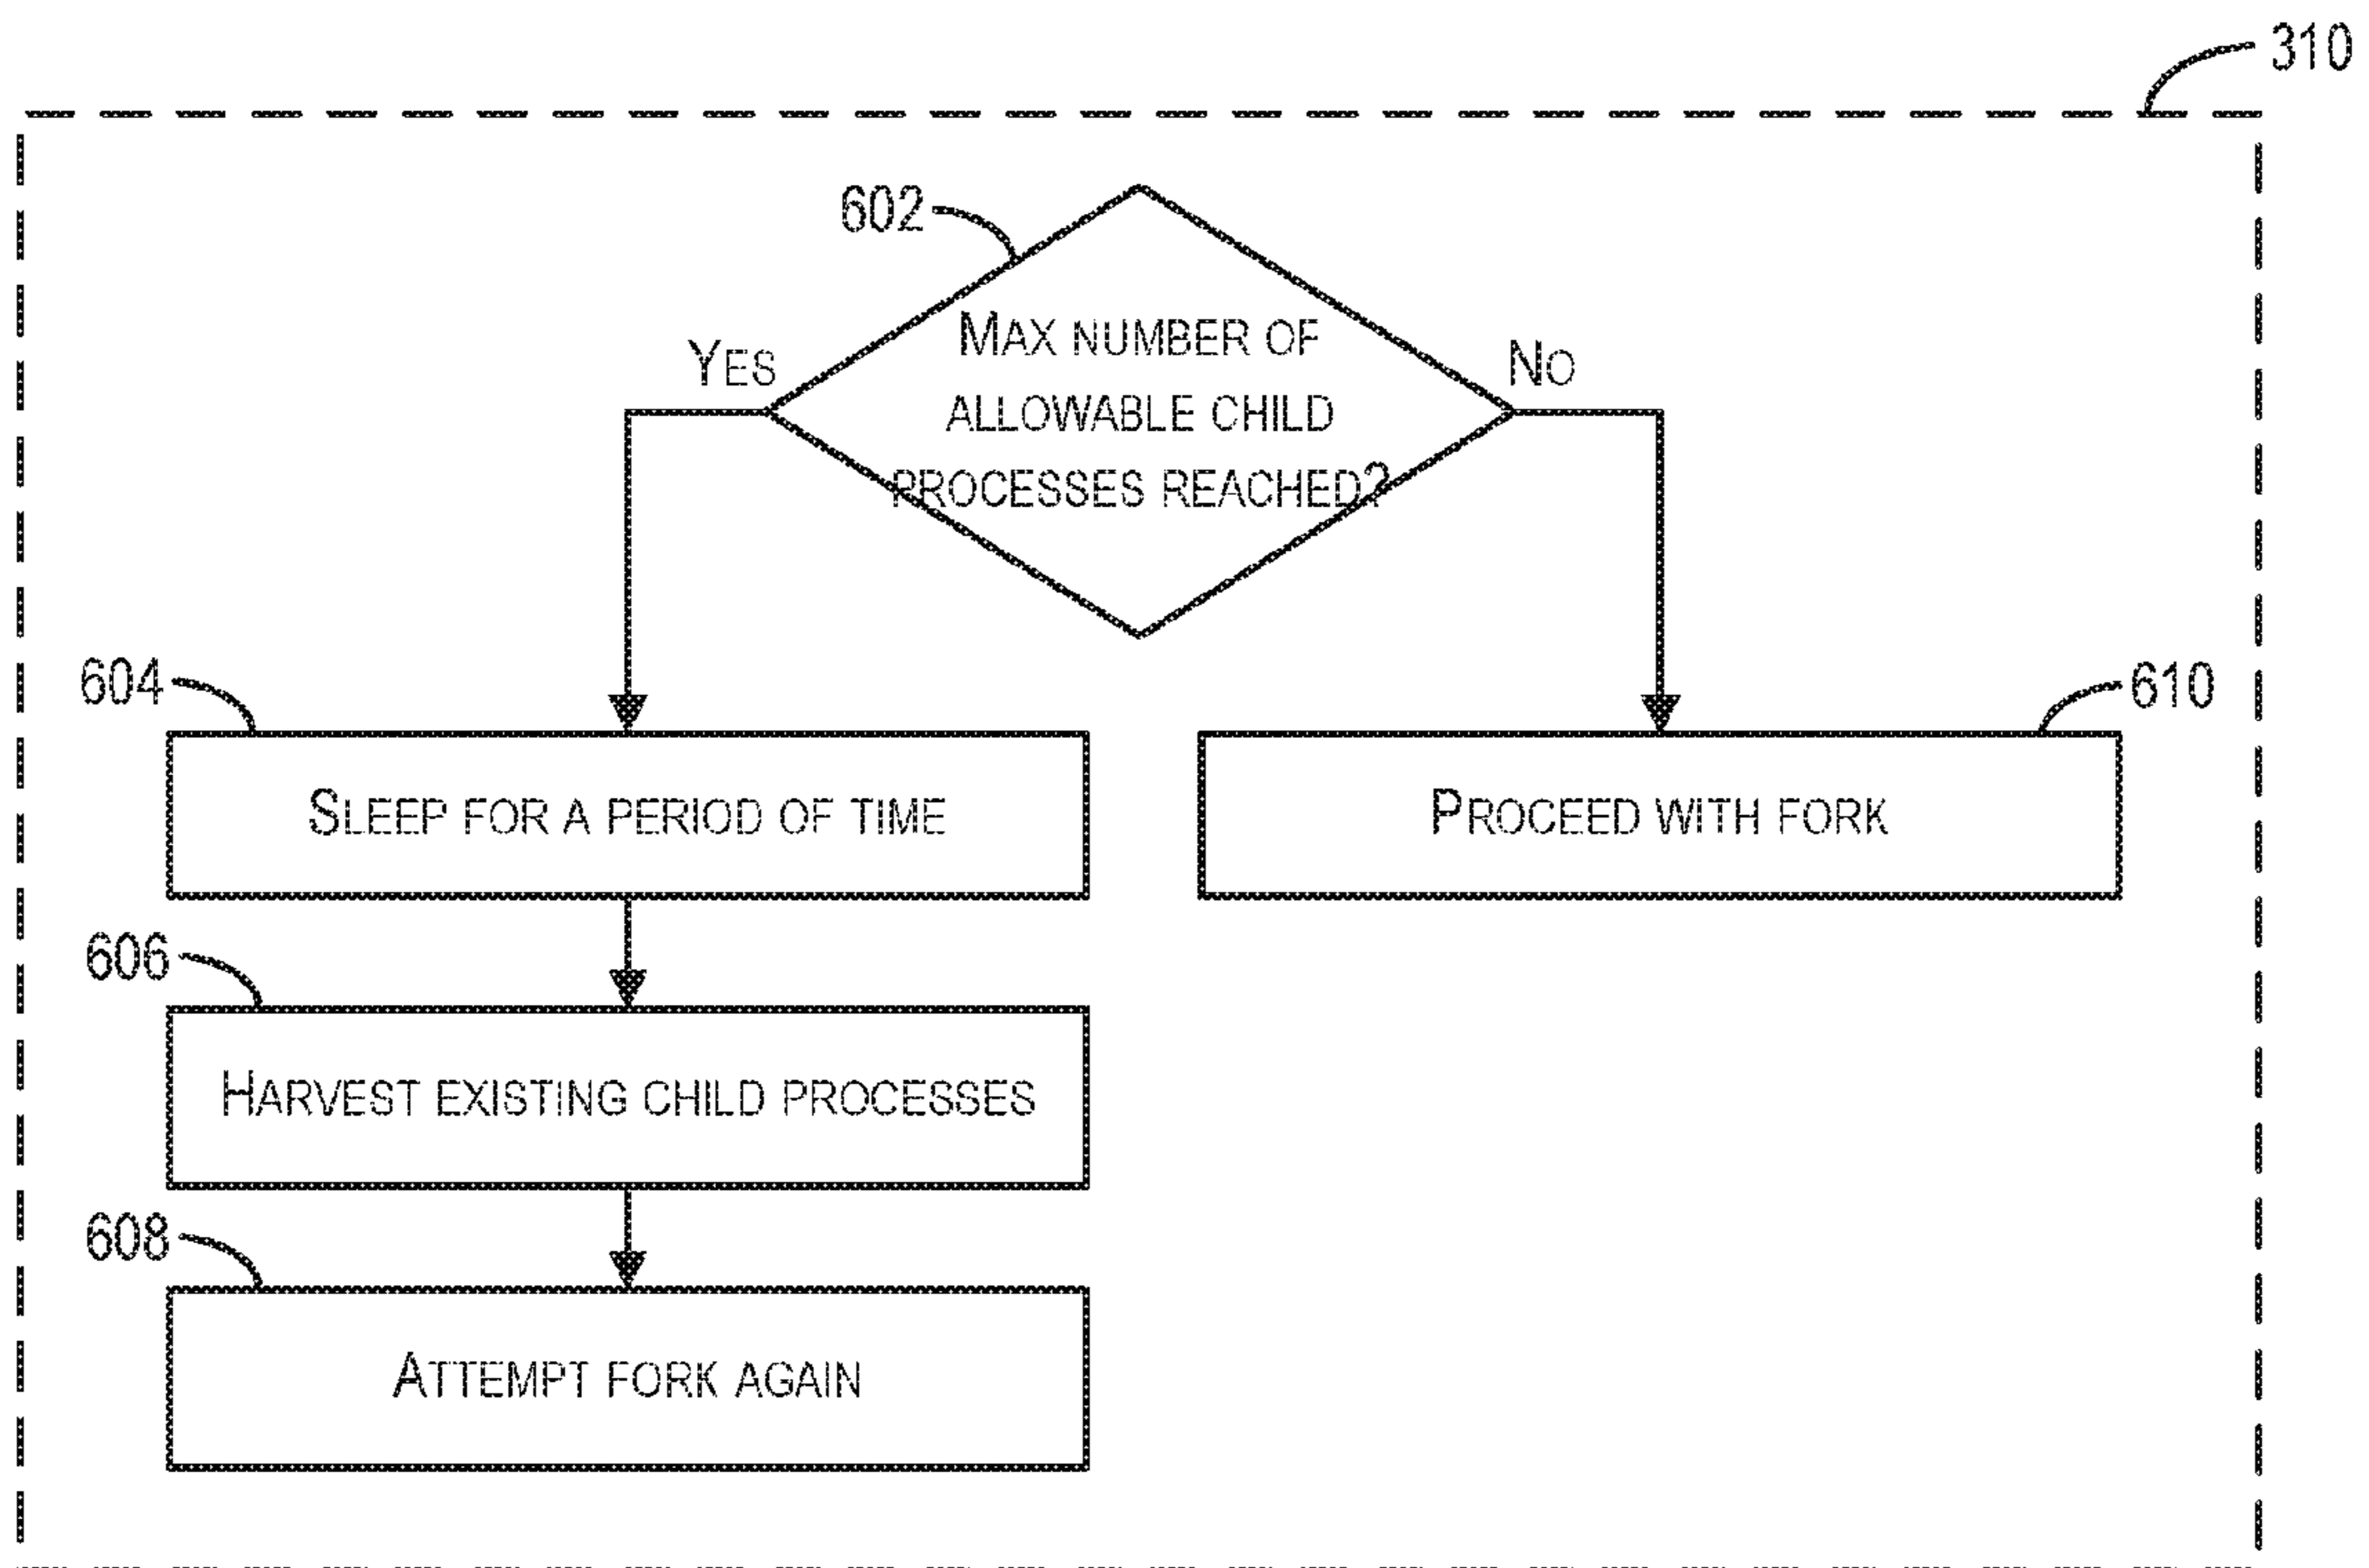 310
602
Yes
No
Max number of
allowable child
processes reached?
604
610
Sleep for a period of time
Proceed with fork
606
Harvest existing child processes
608
Attempt fork again